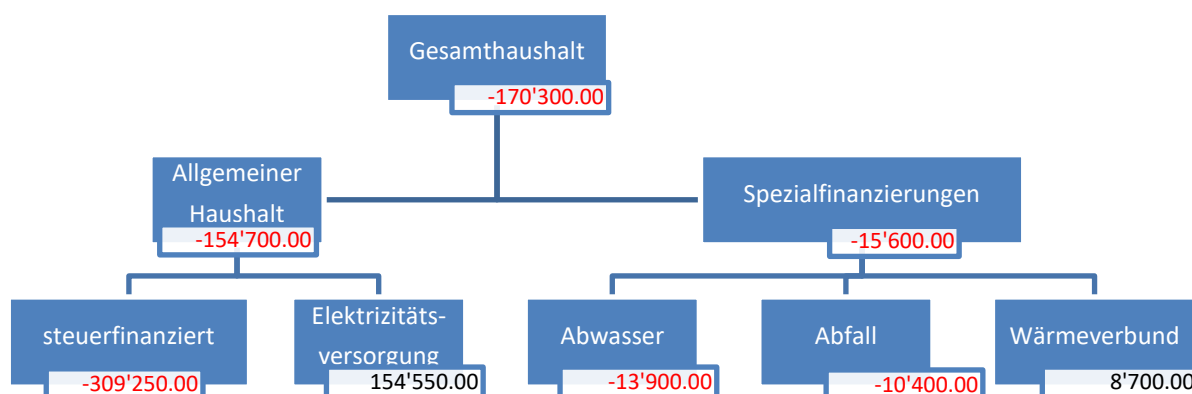 Gesamthaushalt
-170'300.00
Allgemeiner
Haushalt
-154'700.00
Spezialfinanzierungen
-15'600.00
steuerfinanziert
-309'250.00
Elektrizitäts-
versorgung
154'550.00
Abwasser
-13'900.00
Abfall
-10'400.00
Wärmeverbund
8'700.00